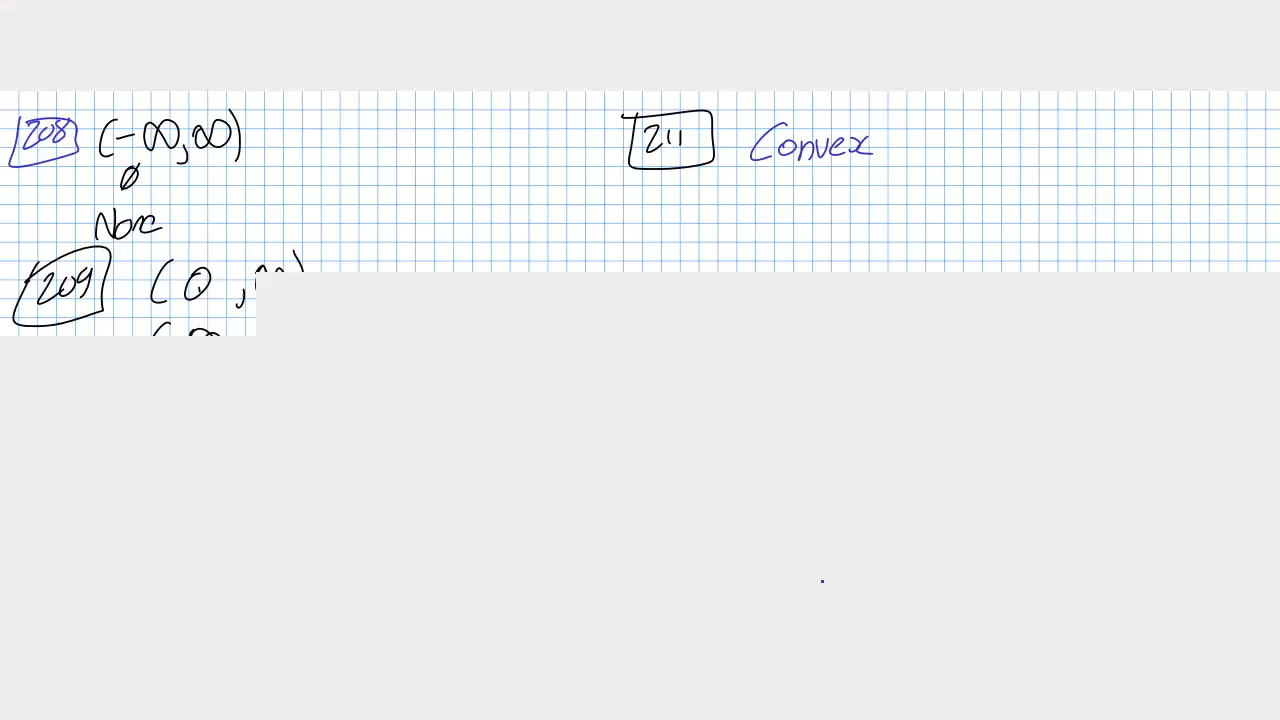 208 (-∞,∞)
∅
None
209 (0,∞)
211 Convex